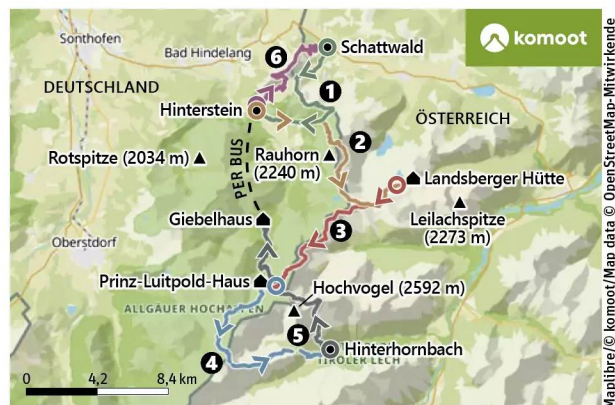 komoot
Sonthofen
Bad Hindelang
6
Schattwald
DEUTSCHLAND
1
Hinterstein
ÖSTERREICH
2
Rotspitze (2034 m)
PER BUS
Rauhorn
(2240 m)
Landsberger Hütte
Leilachspitze
(2273 m)
Giebelhaus
3
Oberstdorf
Prinz-Luitpold-Haus
Hochvogel (2592 m)
ALLGÄUER HOCHA
EN
5
4
Hinterhornbach
TIROLER LECH
0 4,2 8,4 km
Maplibre/© komoot/Map data © OpenStreetMap-Mitwirkende